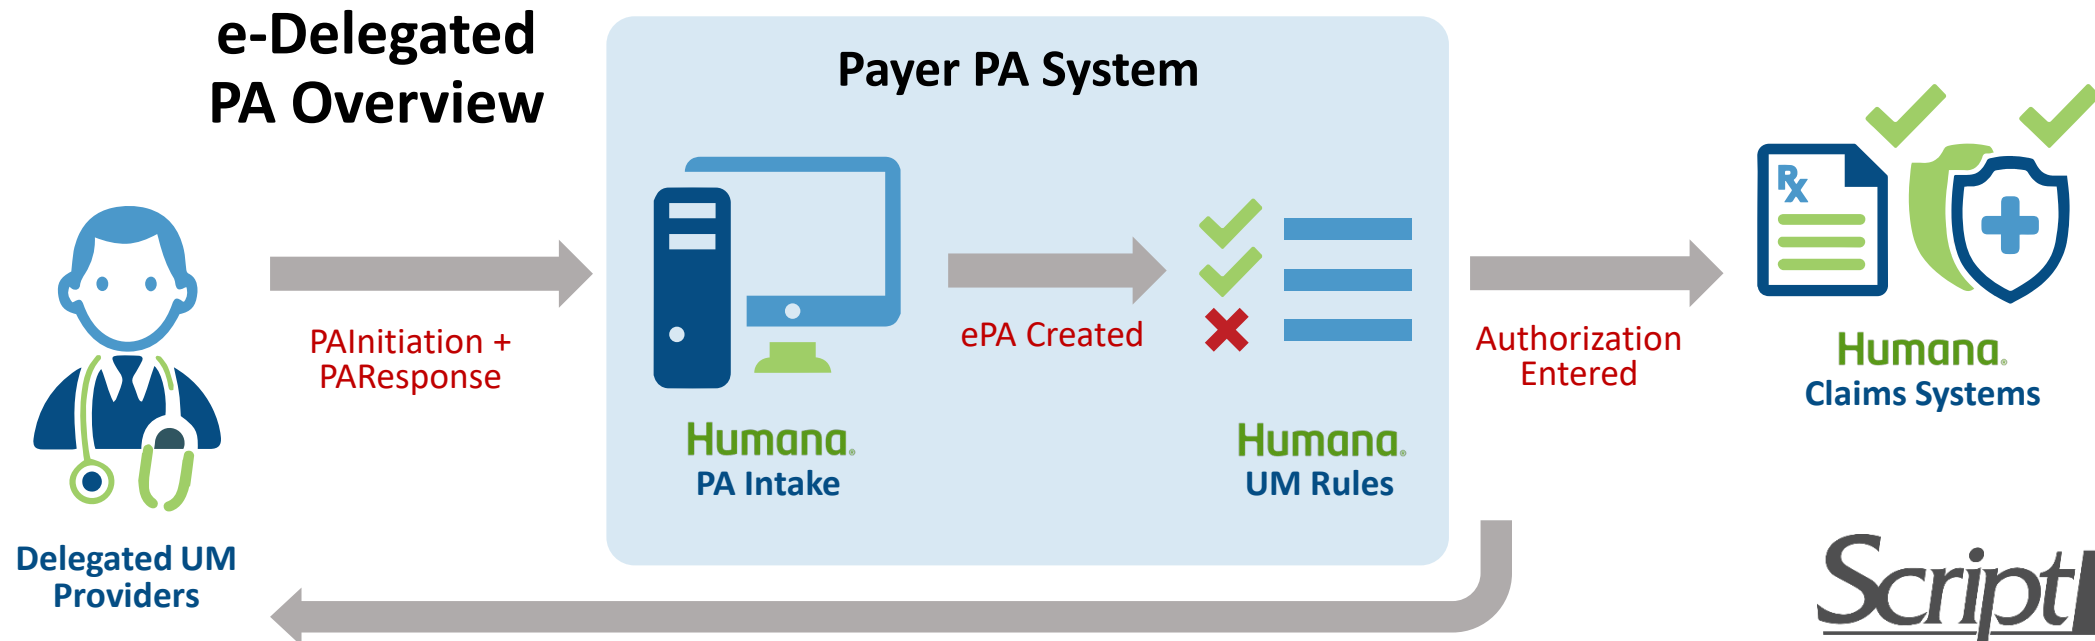 e-Delegated
PA Overview
Payer PA System
PAInitiation +
PAResponse
ePA Created
Authorization
Entered
Rx
Humana®
PA Intake
Humana®
UM Rules
Humana®
Claims Systems
Delegated UM
Providers
Script